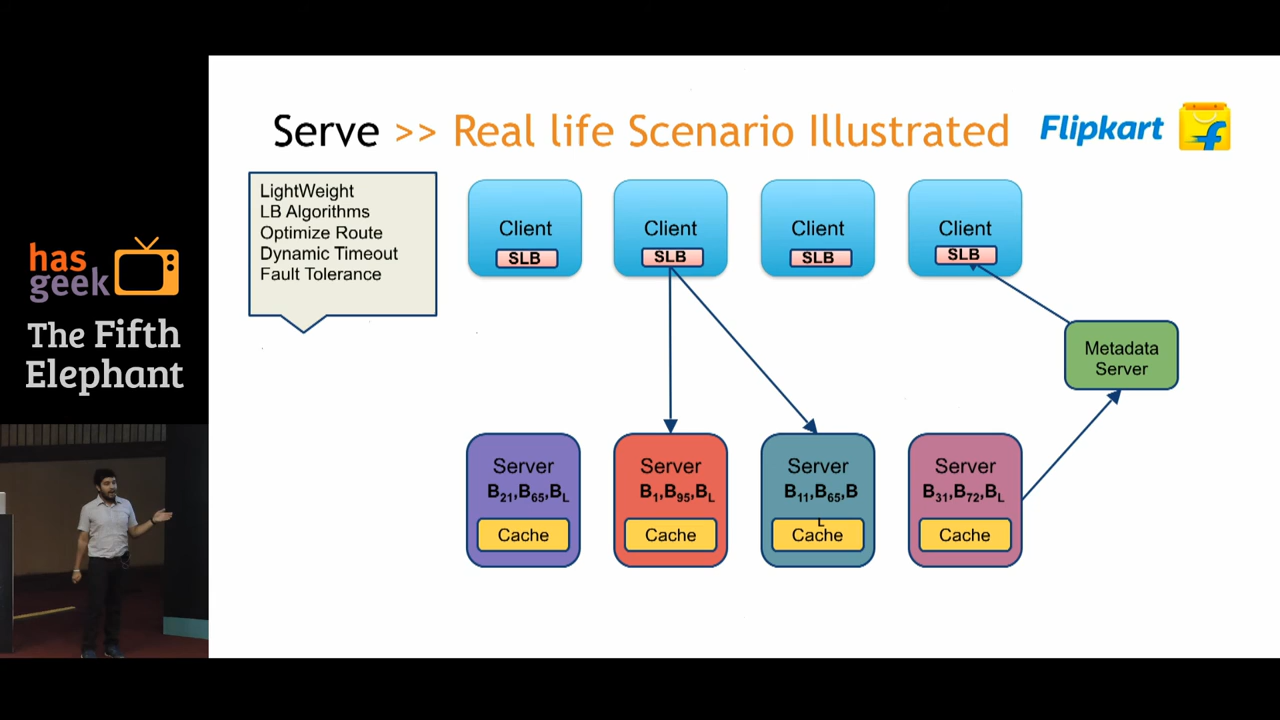 Serve >> Real life Scenario Illustrated
Flipkart
LightWeight
LB Algorithms
Optimize Route
Dynamic Timeout
Fault Tolerance
Client
SLB
Client
SLB
Client
SLB
Client
SLB
has
geek
The Fifth
Elephant
Metadata
Server
Server
B21,B65,BL
Cache
Server
B1,B95,BL
Cache
Server
B11,B65,B
L
Cache
Server
B31,B72,BL
Cache